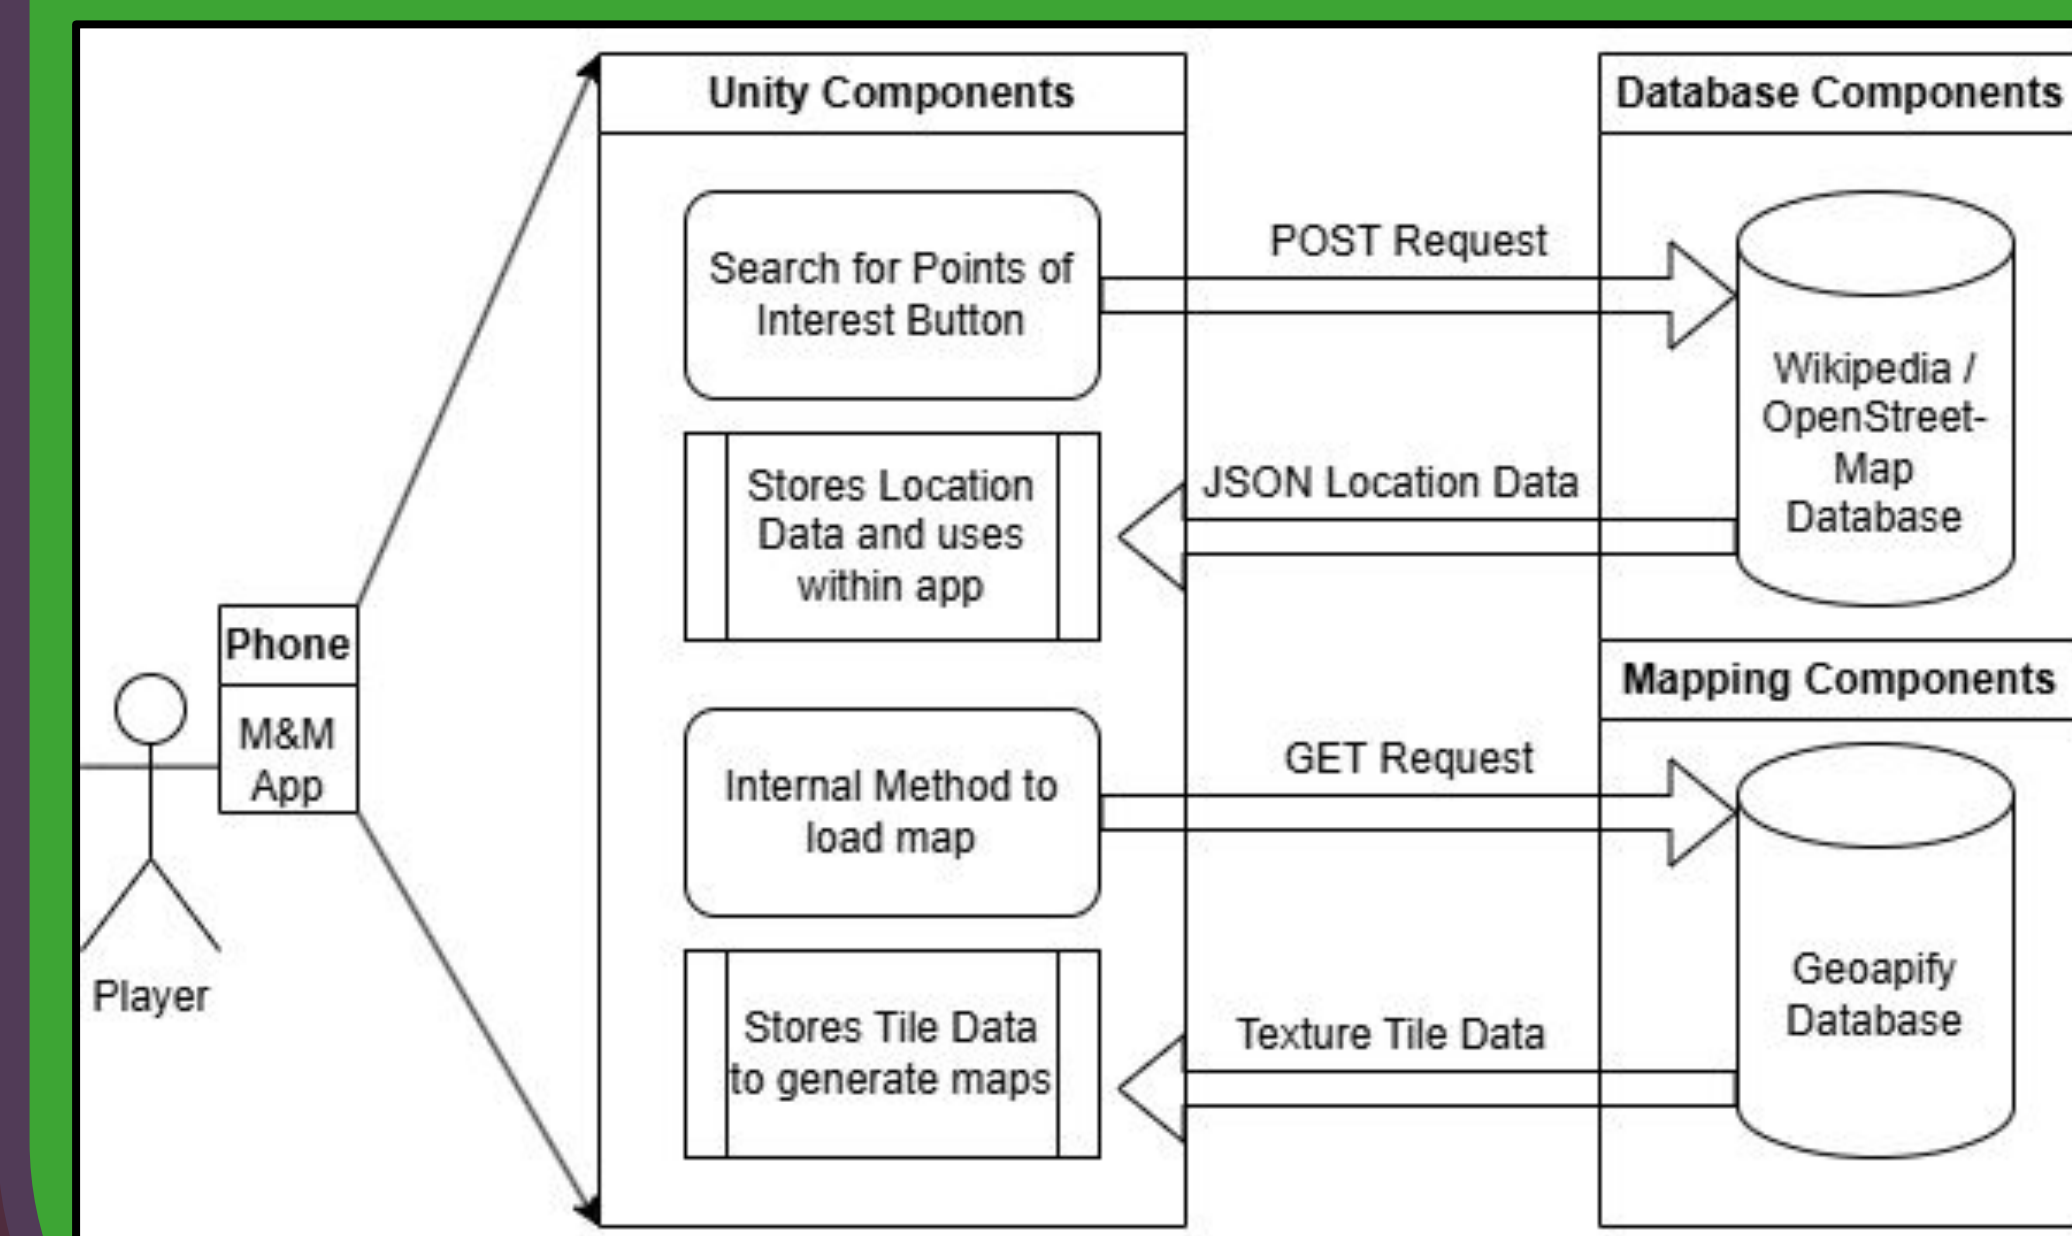 Unity Components
Database Components
Search for Points of
Interest Button
POST Request
Wikipedia /
OpenStreet-
Map
Database
Stores Location
Data and uses
within app
JSON Location Data
Phone
M&M
App
Player
Mapping Components
Internal Method to
load map
GET Request
Geoapify
Database
Stores Tile Data
to generate maps
Texture Tile Data